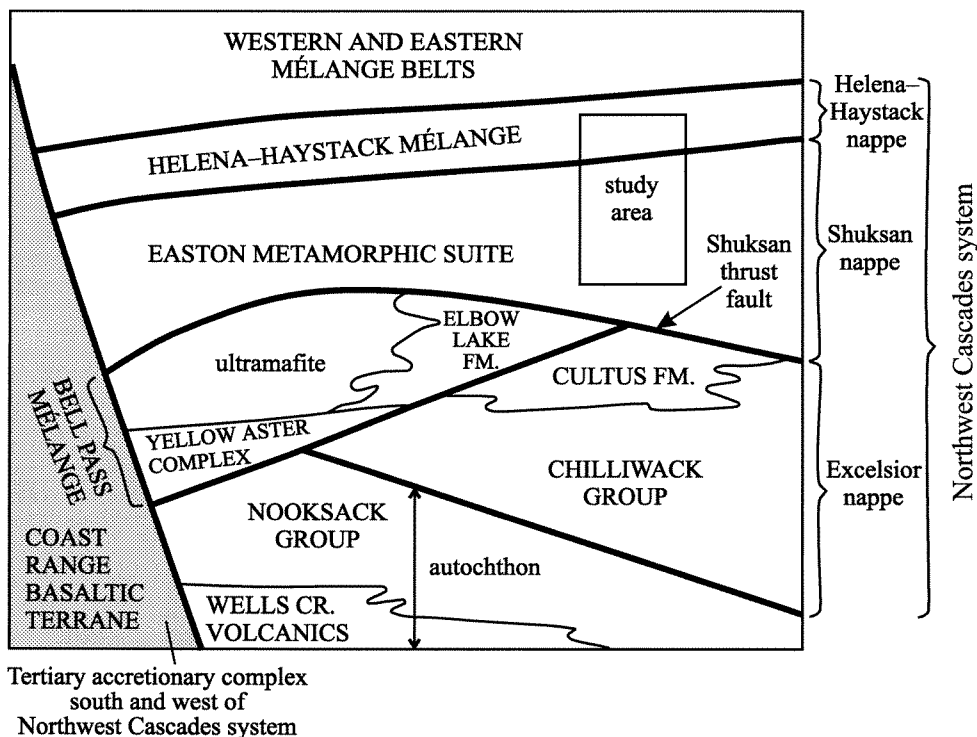 WESTERN AND EASTERN
MÉLANGE BELTS
HELENA–HAYSTACK MÉLANGE
study
area
EASTON METAMORPHIC SUITE
Shuksan
thrust
fault
ELBOW
LAKE
FM.
ultramafite
CULTUS FM.
BELL PASS
MÉLANGE
YELLOW ASTER
COMPLEX
CHILLIWACK
GROUP
NOOKSACK
GROUP
autochthon
COAST
RANGE
BASALTIC
TERRANE
WELLS CR.
VOLCANICS
Tertiary accretionary complex
south and west of
Northwest Cascades system
Helena–
Haystack
nappe
Shuksan
nappe
Excelsior
nappe
Northwest Cascades system